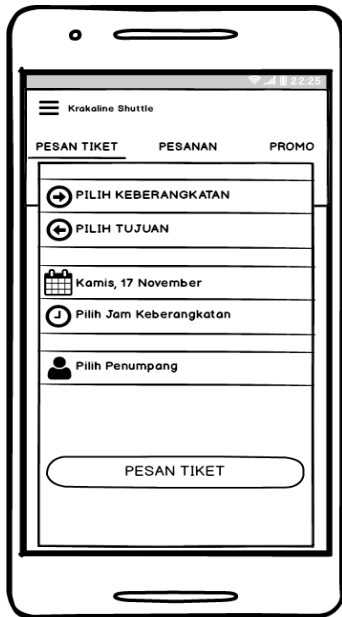 22:25
Krakaline Shuttle
PESAN TIKET PESANAN PROMO
PILIH KEBERANGKATAN
PILIH TUJUAN
Kamis, 17 November
Pilih Jam Keberangkatan
Pilih Penumpang
PESAN TIKET